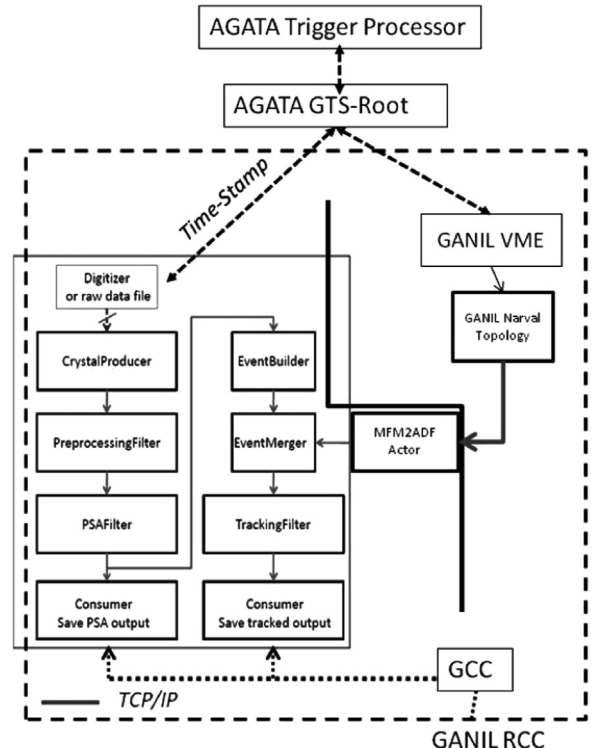 AGATA Trigger Processor
AGATA GTS-Root
Time-Stamp
GANIL VME
Digitizer
or raw data file
GANIL Narval
Topology
CrystalProducer
EventBuilder
PreprocessingFilter
EventMerger
MFM2ADF
Actor
PSAFilter
TrackingFilter
Consumer
Save PSA output
Consumer
Save tracked output
GCC
TCP/IP
GANIL RCC